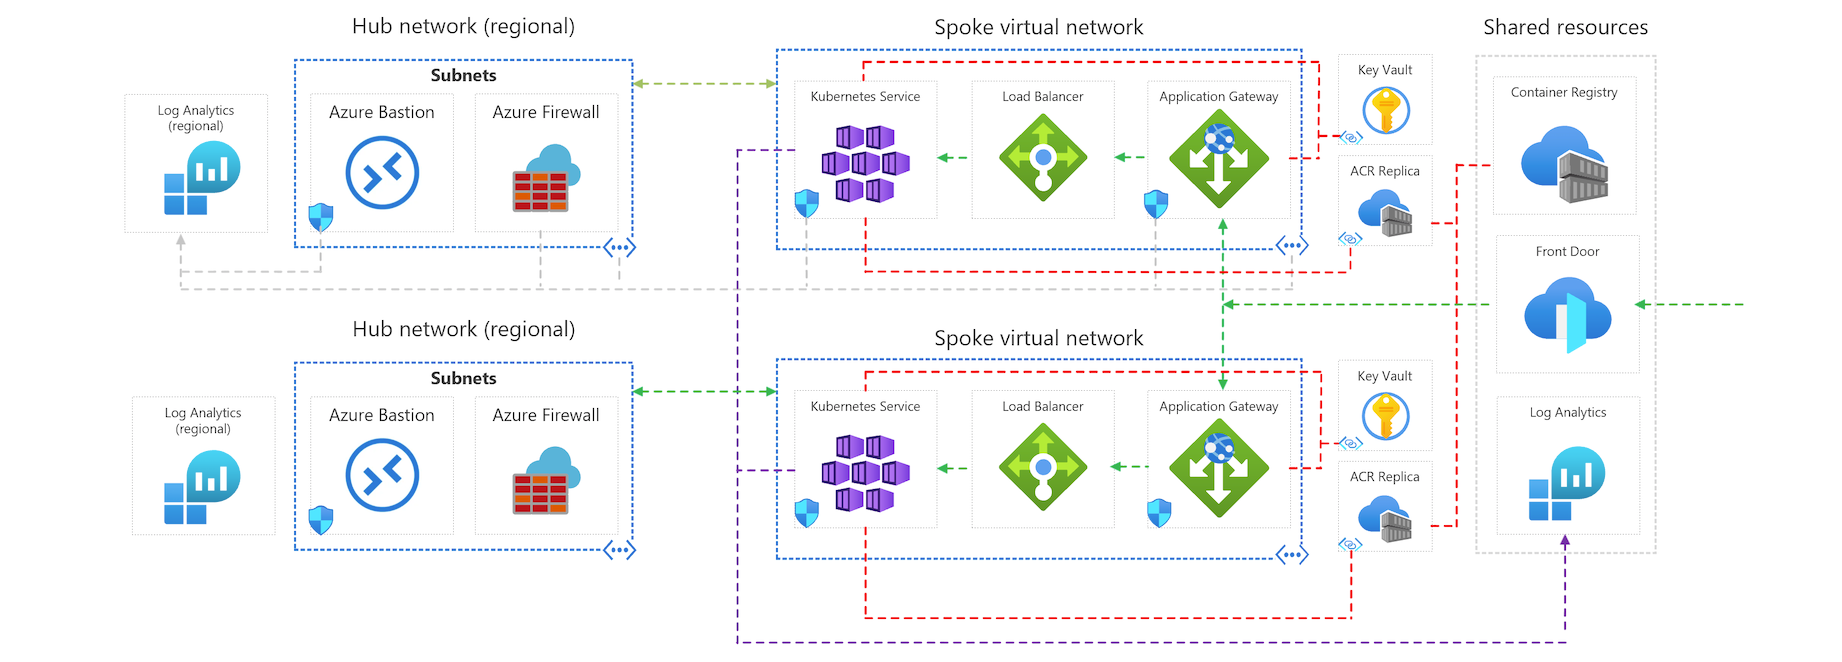 Hub network (regional)
Spoke virtual network
Shared resources
Subnets
Log Analytics
(regional)
Azure Bastion
Azure Firewall
Kubernetes Service
Load Balancer
Application Gateway
Key Vault
ACR Replica
Container Registry
Front Door
Hub network (regional)
Spoke virtual network
Subnets
Log Analytics
(regional)
Azure Bastion
Azure Firewall
Kubernetes Service
Load Balancer
Application Gateway
Key Vault
ACR Replica
Log Analytics